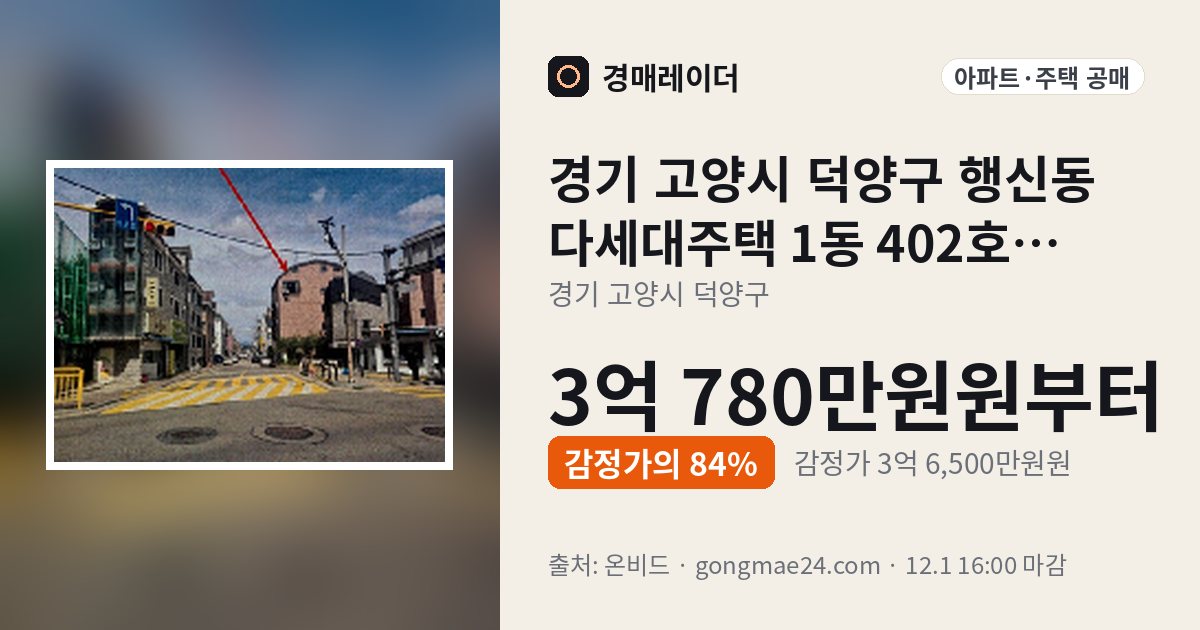 경매레이더
아파트·주택 공매
경기 고양시 덕양구 행신동
다세대주택 1동 402호…
경기 고양시 덕양구
3억 780만원원부터
감정가의 84%
감정가 3억 6,500만원원
출처: 온비드 · gongmae24.com · 12.1 16:00 마감